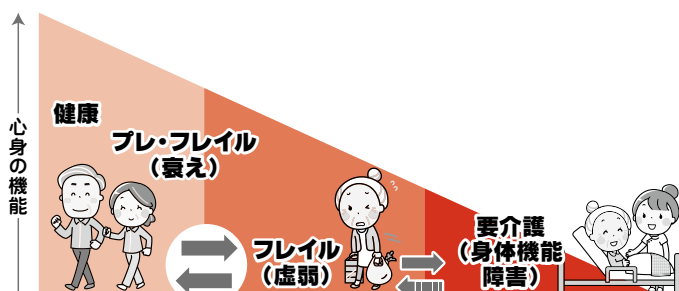 心身の機能
健康
プレ・フレイル
（衰え）
フレイル
（虚弱）
要介護
（身体機能
障害）